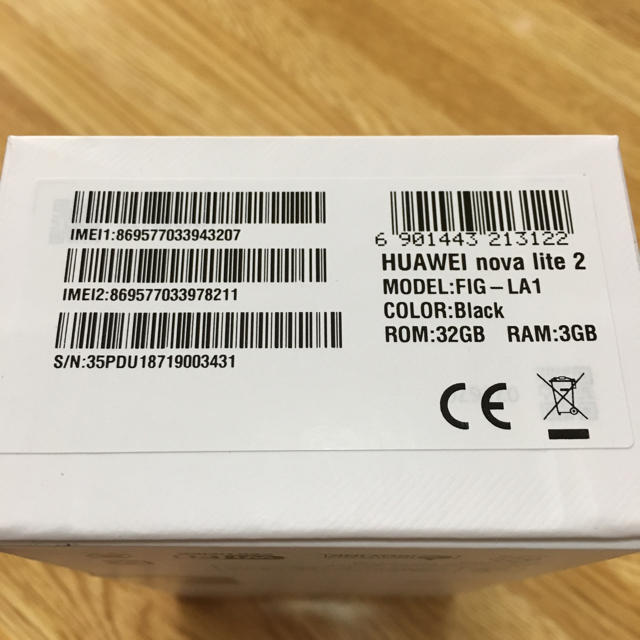 IMEI1:869577033943207
IMEI2:869577033978211
S/N:35PDU18719003431
6 901443 213122
HUAWEI nova lite 2
MODEL:FIG-LA1
COLOR:Black
ROM:32GB RAM:3GB
CE